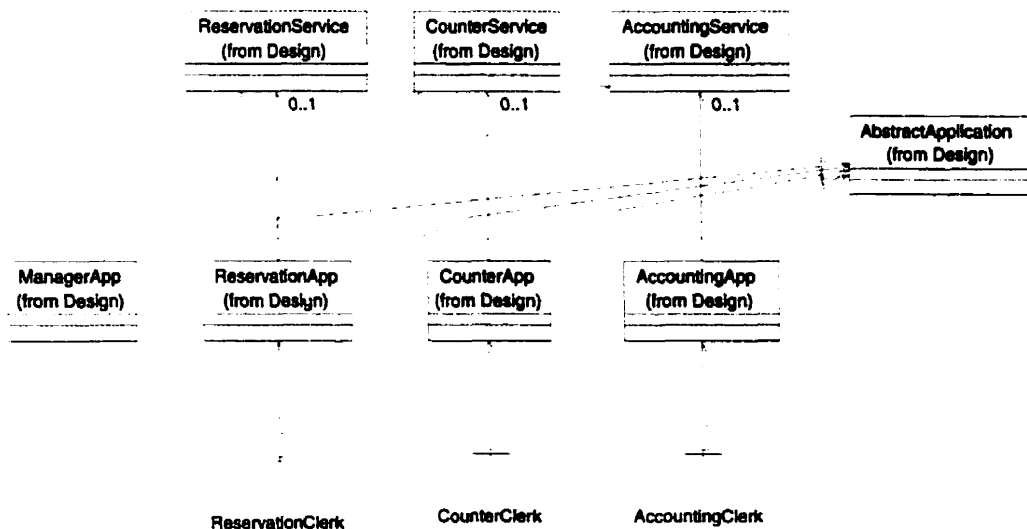 ReservationService
(from Design)
CounterService
(from Design)
AccountingService
(from Design)
0..1
0..1
0..1
AbstractApplication
(from Design)
ManagerApp
(from Design)
ReservationApp
(from Design)
CounterApp
(from Design)
AccountingApp
(from Design)
ReservationClerk
CounterClerk
AccountingClerk